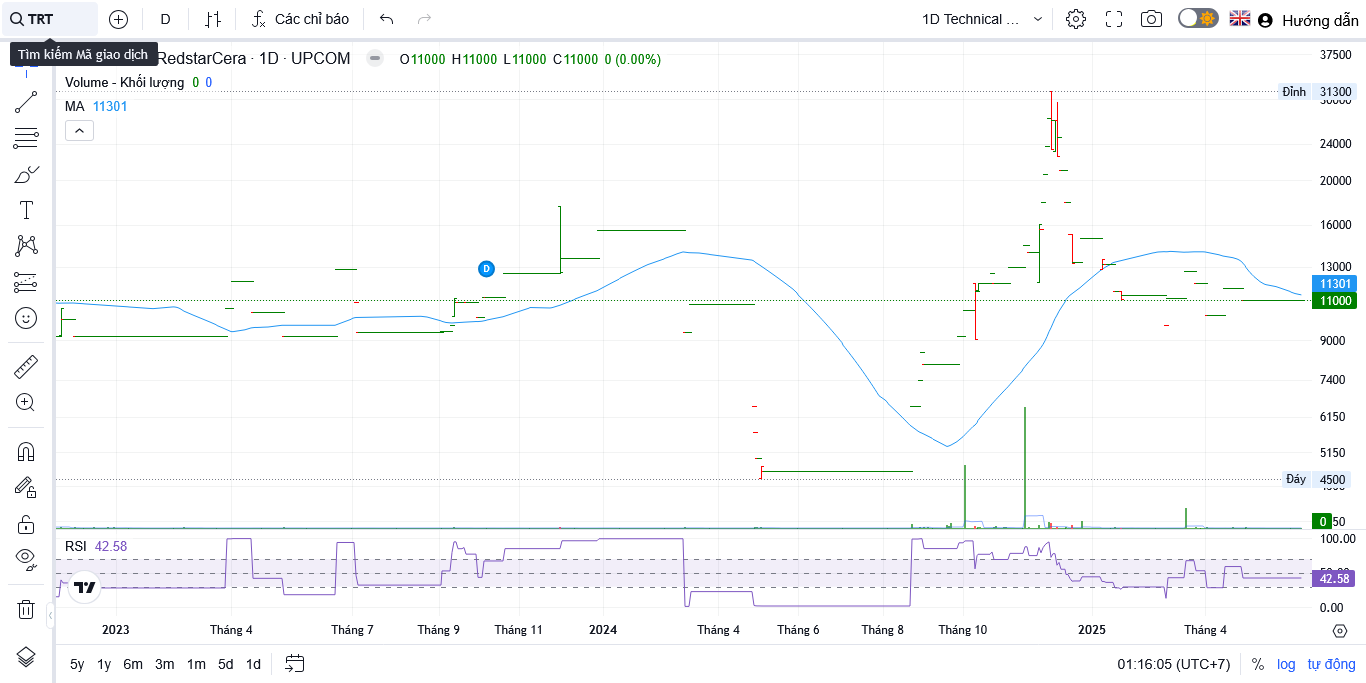 TRT
D
Các chỉ báo
1D Technical ...
Hướng dẫn
Tìm kiếm Mã giao dịch
RedstarCera · 1D · UPCOM
O11000 H11000 L11000 C11000 0 (0.00%)
Volume - Khối lượng 0 0
MA 11301
37500
Đỉnh 31300
30000
24000
20000
16000
13000
11301
11000
9000
7400
6150
5150
Đáy 4500
0
50
D
RSI 42.58
100.00
50.00
42.58
0.00
2023 Tháng 4 Tháng 7 Tháng 9 Tháng 11 2024 Tháng 4 Tháng 6 Tháng 8 Tháng 10 2025 Tháng 4
5y 1y 6m 3m 1m 5d 1d
01:16:05 (UTC+7) % log tự động